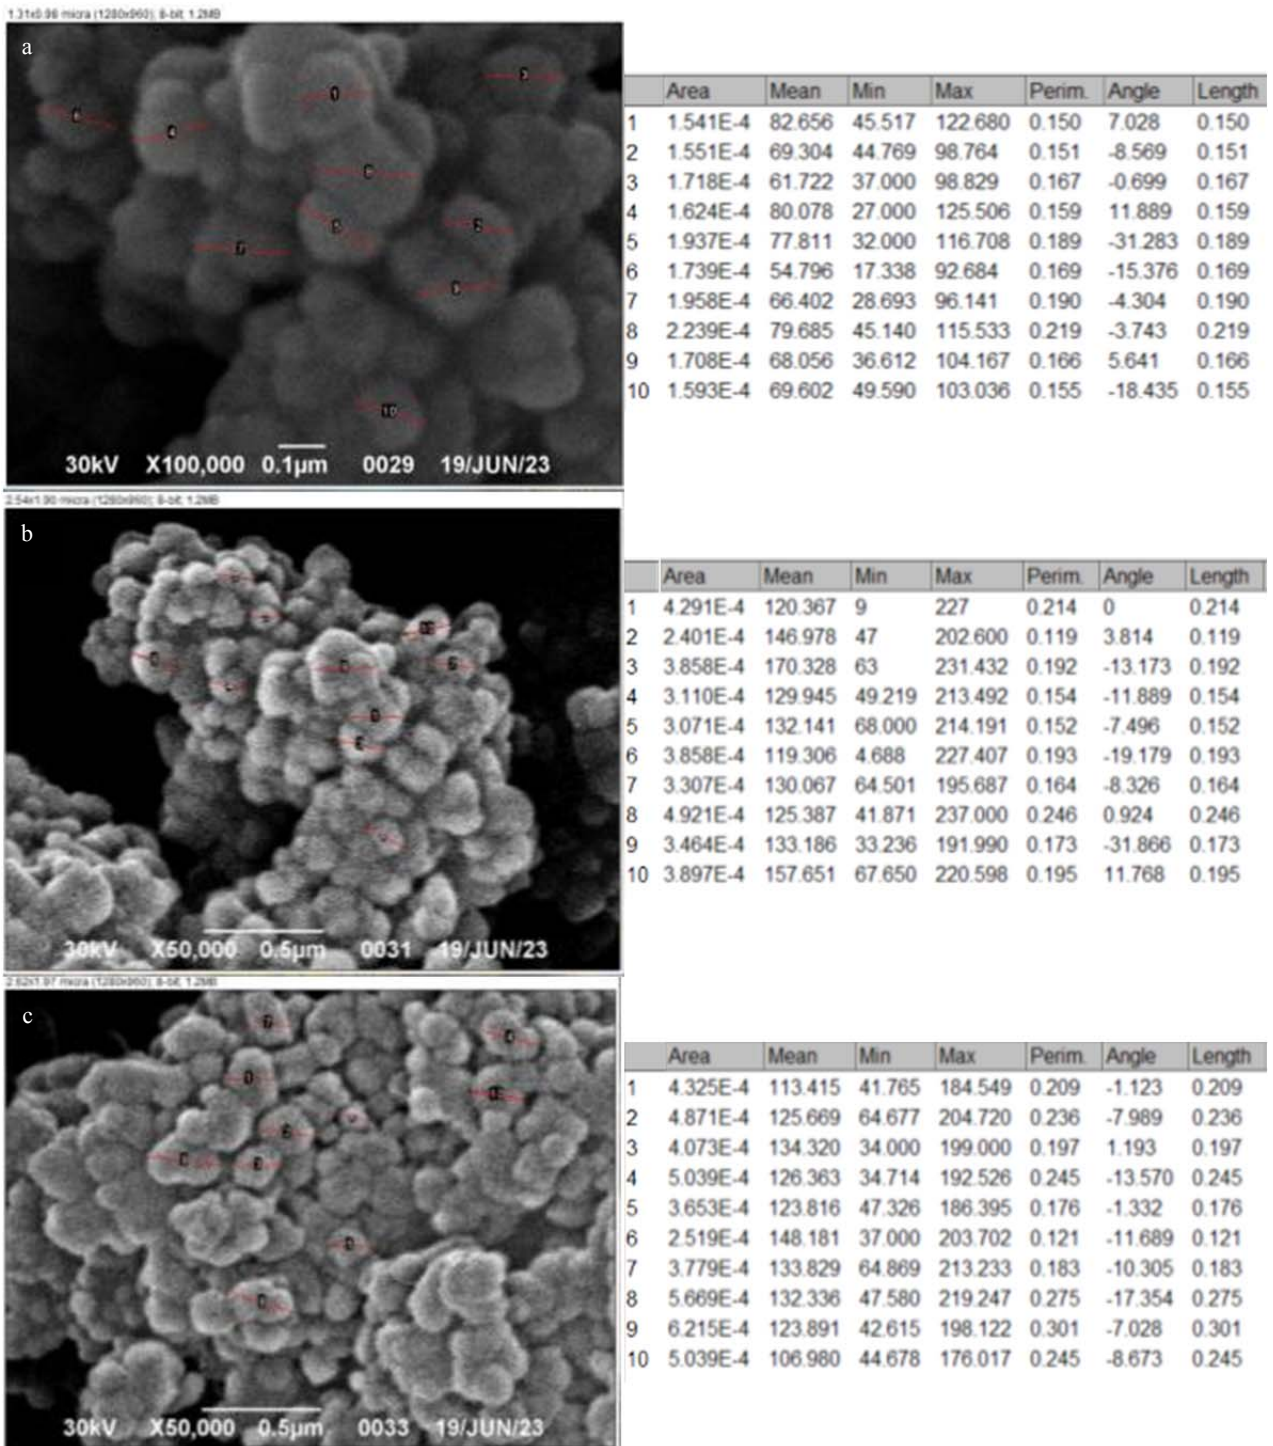 1.31x0.98 micra (1280x960); 8-bit; 1.2MB
a
Area Mean Min Max Perim. Angle Length
1 1.541E-4 82.656 45.517 122.680 0.150 7.028 0.150
2 1.551E-4 69.304 44.769 98.764 0.151 -8.569 0.151
3 1.718E-4 61.722 37.000 98.829 0.167 -0.699 0.167
4 1.624E-4 80.078 27.000 125.506 0.159 11.889 0.159
5 1.937E-4 77.811 32.000 116.708 0.189 -31.283 0.189
6 1.739E-4 54.796 17.338 92.684 0.169 -15.376 0.169
7 1.958E-4 66.402 28.693 96.141 0.190 -4.304 0.190
8 2.239E-4 79.685 45.140 115.533 0.219 -3.743 0.219
9 1.708E-4 68.056 36.612 104.167 0.166 5.641 0.166
10 1.593E-4 69.602 49.590 103.036 0.155 -18.435 0.155
30kV X100,000 0.1µm 0029 19/JUN/23
2.54x1.90 micra (1280x960); 8-bit; 1.2MB
b
Area Mean Min Max Perim. Angle Length
1 4.291E-4 120.367 9 227 0.214 0 0.214
2 2.401E-4 146.978 47 202.600 0.119 3.814 0.119
3 3.858E-4 170.328 63 231.432 0.192 -13.173 0.192
4 3.110E-4 129.945 49.219 213.492 0.154 -11.889 0.154
5 3.071E-4 132.141 68.000 214.191 0.152 -7.496 0.152
6 3.858E-4 119.306 4.688 227.407 0.193 -19.179 0.193
7 3.307E-4 130.067 64.501 195.687 0.164 -8.326 0.164
8 4.921E-4 125.387 41.871 237.000 0.246 0.924 0.246
9 3.464E-4 133.186 33.236 191.990 0.173 -31.866 0.173
10 3.897E-4 157.651 67.650 220.598 0.195 11.768 0.195
30kV X50,000 0.5µm 0031 19/JUN/23
2.62x1.97 micra (1280x960); 8-bit; 1.2MB
c
Area Mean Min Max Perim. Angle Length
1 4.325E-4 113.415 41.765 184.549 0.209 -1.123 0.209
2 4.871E-4 125.669 64.677 204.720 0.236 -7.989 0.236
3 4.073E-4 134.320 34.000 199.000 0.197 1.193 0.197
4 5.039E-4 126.363 34.714 192.526 0.245 -13.570 0.245
5 3.653E-4 123.816 47.326 186.395 0.176 -1.332 0.176
6 2.519E-4 148.181 37.000 203.702 0.121 -11.689 0.121
7 3.779E-4 133.829 64.869 213.233 0.183 -10.305 0.183
8 5.669E-4 132.336 47.580 219.247 0.275 -17.354 0.275
9 6.215E-4 123.891 42.615 198.122 0.301 -7.028 0.301
10 5.039E-4 106.980 44.678 176.017 0.245 -8.673 0.245
30kV X50,000 0.5µm 0033 19/JUN/23